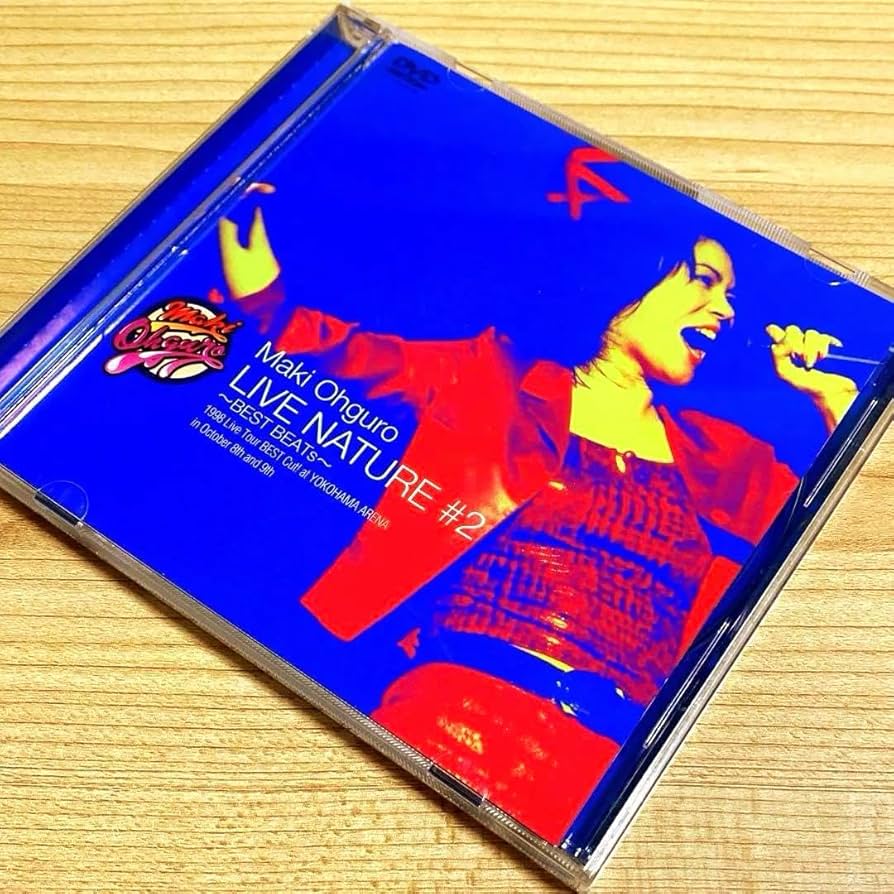 DVD
Maki
Ohguro
Maki Ohguro
LIVE NATURE #2
~BEST BEATs~
1998 Live Tour BEST Cut! at YOKOHAMA ARENA
in October 8th and 9th